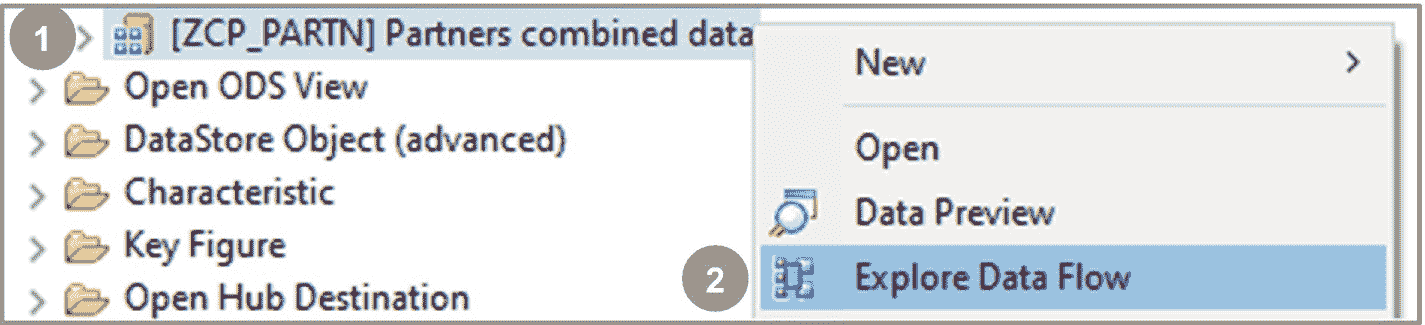 1 [ZCP_PARTN] Partners combined data
Open ODS View
DataStore Object (advanced)
Characteristic
Key Figure
Open Hub Destination
New
Open
Data Preview
2 Explore Data Flow